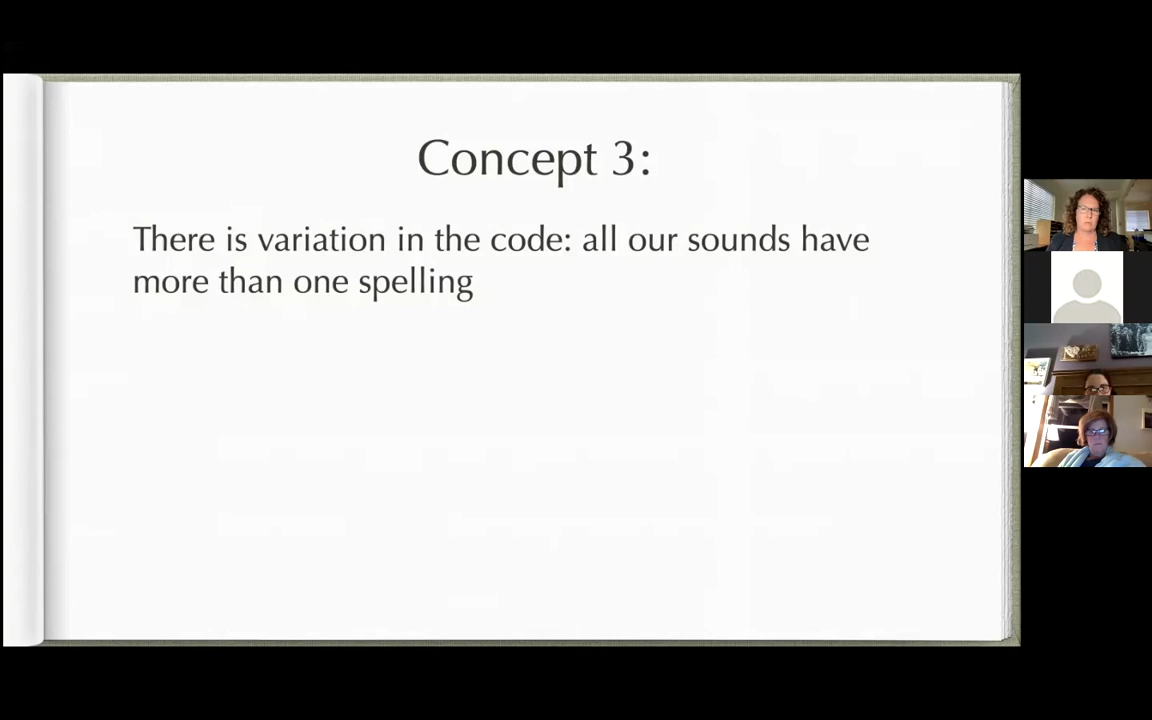 Concept 3:
There is variation in the code: all our sounds have
more than one spelling